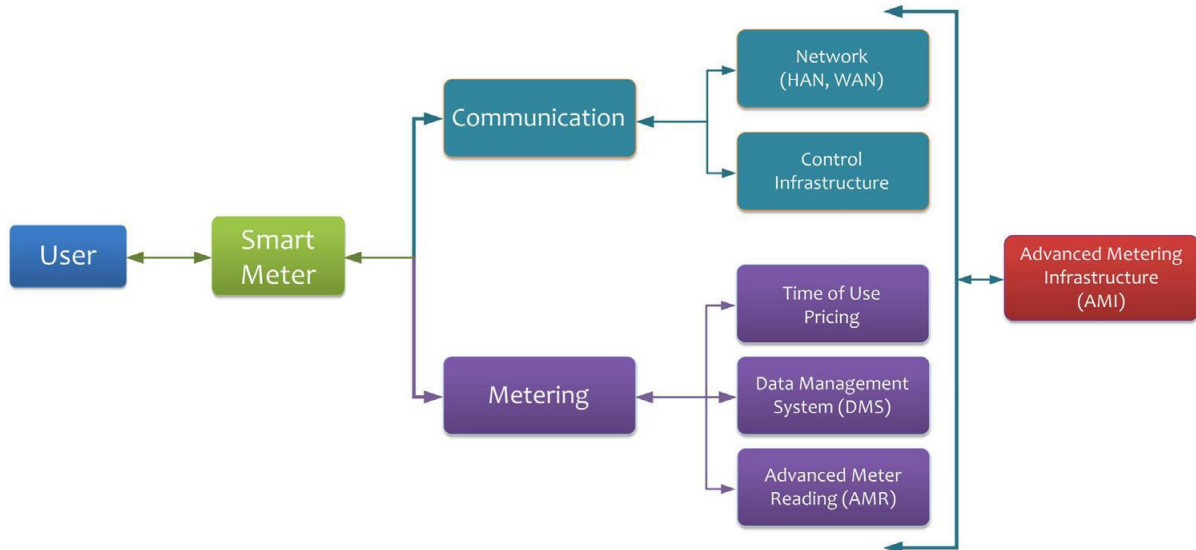 User
Smart
Meter
Communication
Network
(HAN, WAN)
Control
Infrastructure
Metering
Time of Use
Pricing
Data Management
System (DMS)
Advanced Meter
Reading (AMR)
Advanced Metering
Infrastructure
(AMI)